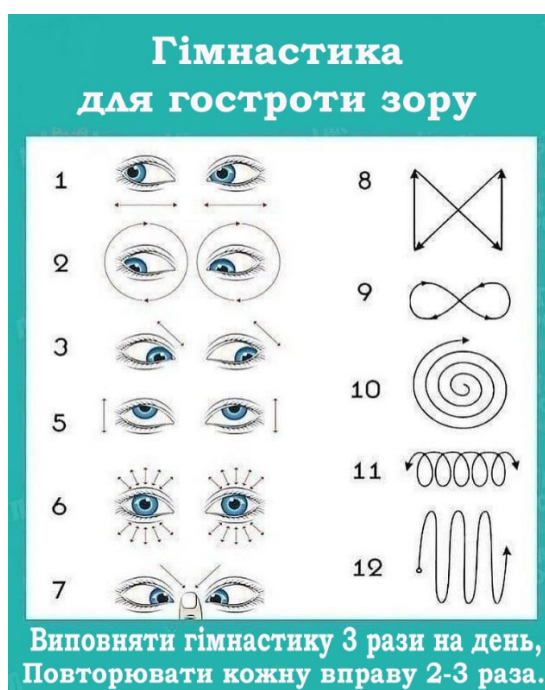 Гімнастика
для гостроти зору
1
2
3
5
6
7
8
9
10
11
12
Виповняти гімнастику 3 рази на день,
Повторювати кожну вправу 2-3 раза.